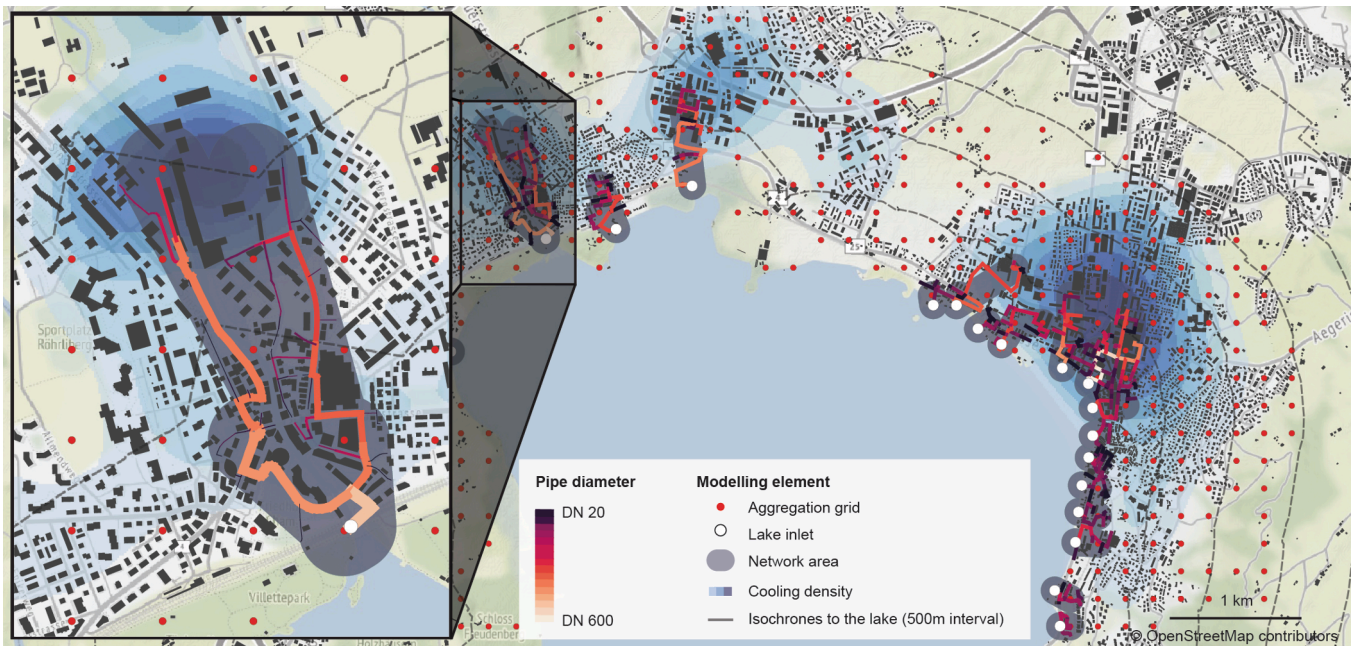 Sportplatz
Röhrliberg
Villettepark
25
Schloss
Freudenberg
Aegeris
Pipe diameter
DN 20
DN 600
Modelling element
Aggregation grid
Lake inlet
Network area
Cooling density
Isochrones to the lake (500m interval)
1 km
© OpenStreetMap contributors